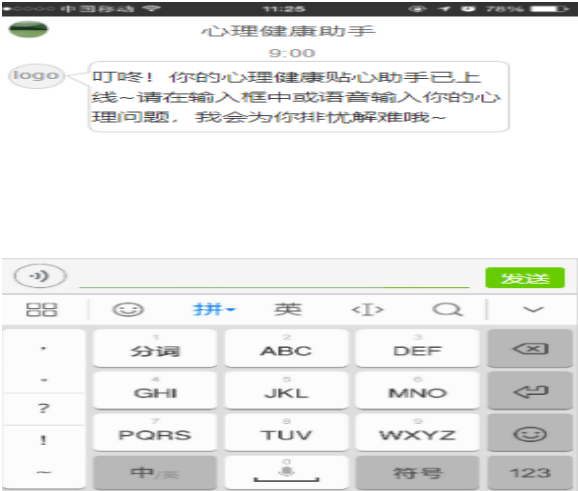 中国移动 11:25 78%
心理健康助手
9:00
logo
叮咚！你的心理健康贴心助手已上
线~请在输入框中或语音输入你的心
理问题，我会为你排忧解难哦~
发送
拼 英
1 2 3
分词 ABC DEF
4 5 6
GHI JKL MNO
?
7 8 9
PQRS TUV WXYZ
!
~ 中/英 0 符号 123